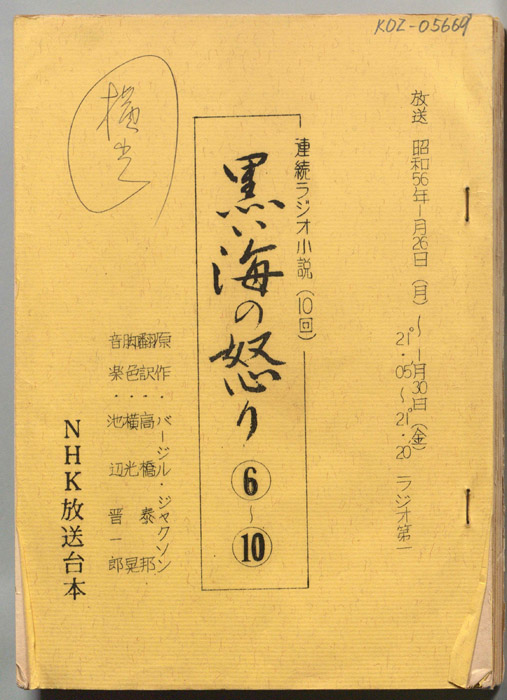 KDZ-05669
放送 昭和56年1月26日(月)〜1月30日(金)
21°・05〜21°・20 ラジオ第一
連続ラジオ小説(10回)
黒い海の怒り ⑥〜⑩
横光
原作・バージル・ジャクソン
翻訳・高橋泰邦
脚色・横光晃
音楽・池辺晋一郎
NHK放送台本